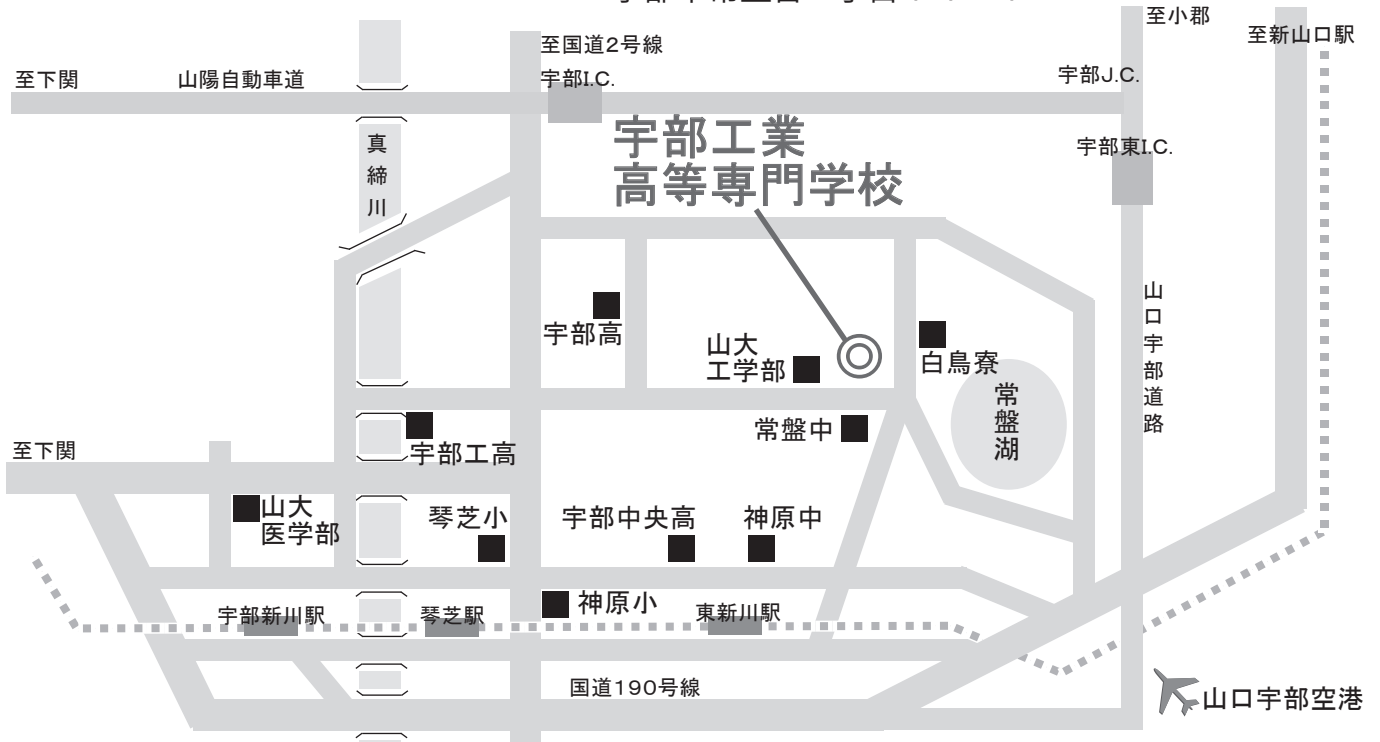 至小郡
至新山口駅
至国道2号線
至下関
山陽自動車道
宇部I.C.
宇部J.C.
宇部東I.C.
真締川
宇部工業
高等専門学校
山口宇部道路
宇部高
山大
工学部
白鳥寮
常盤湖
常盤中
宇部工高
至下関
山大
医学部
琴芝小
宇部中央高
神原中
神原小
宇部新川駅
琴芝駅
東新川駅
国道190号線
山口宇部空港